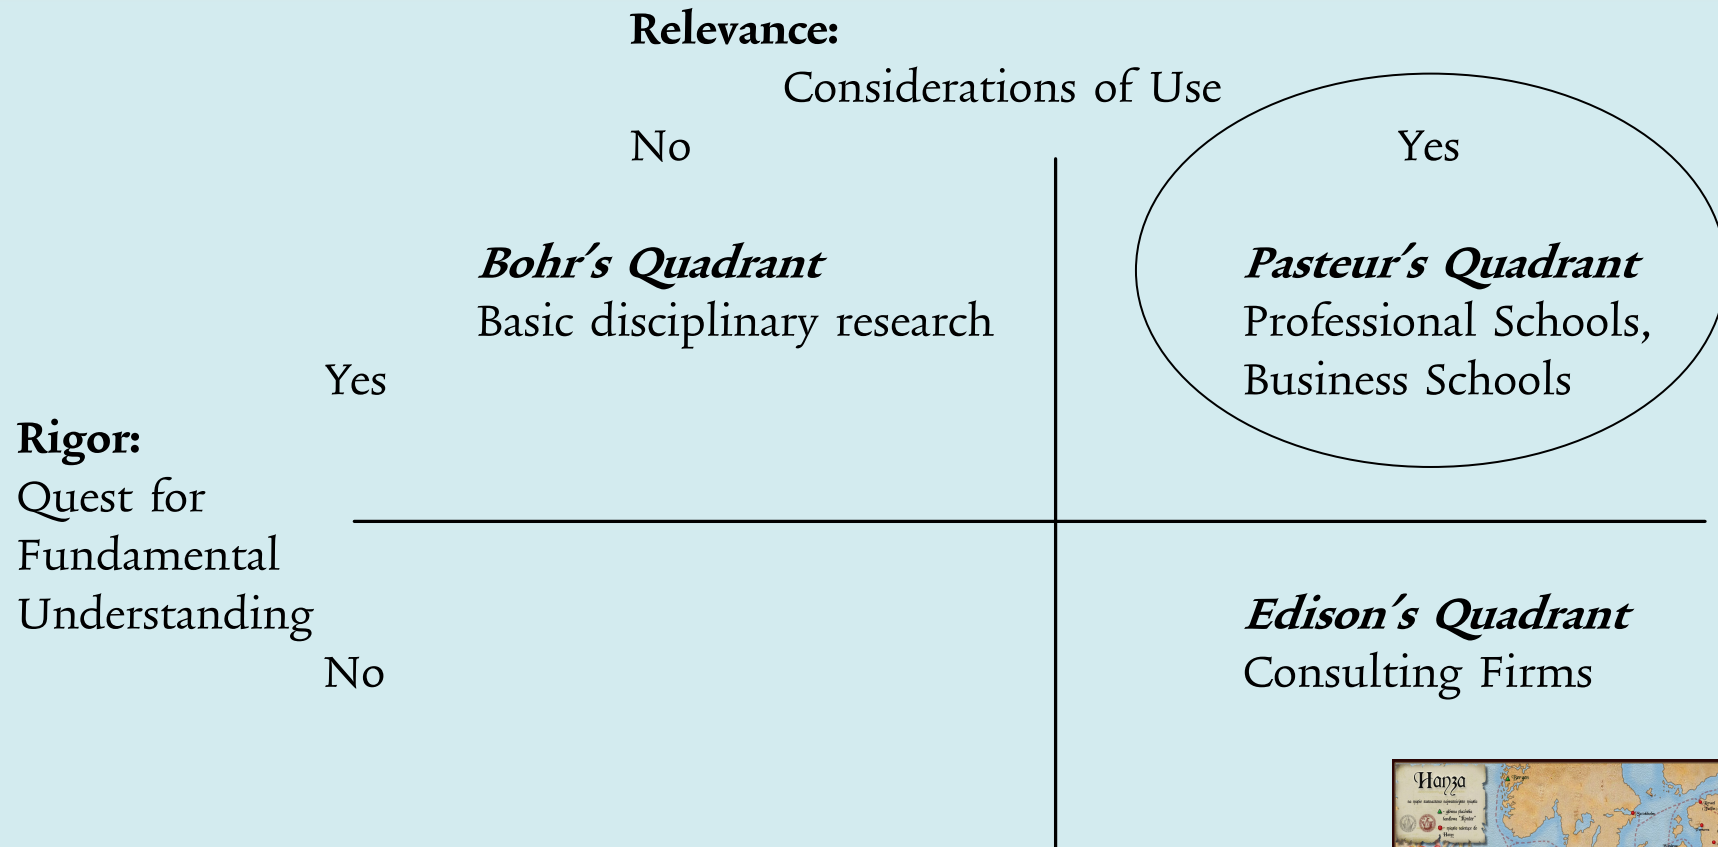 Relevance:
Considerations of Use
No Yes
Bohr’s Quadrant Pasteur’s Quadrant
Basic disciplinary research Professional Schools,
Yes Business Schools
Rigor:
Quest for
Fundamental
Understanding
Edison’s Quadrant
No Consulting Firms
Hanza